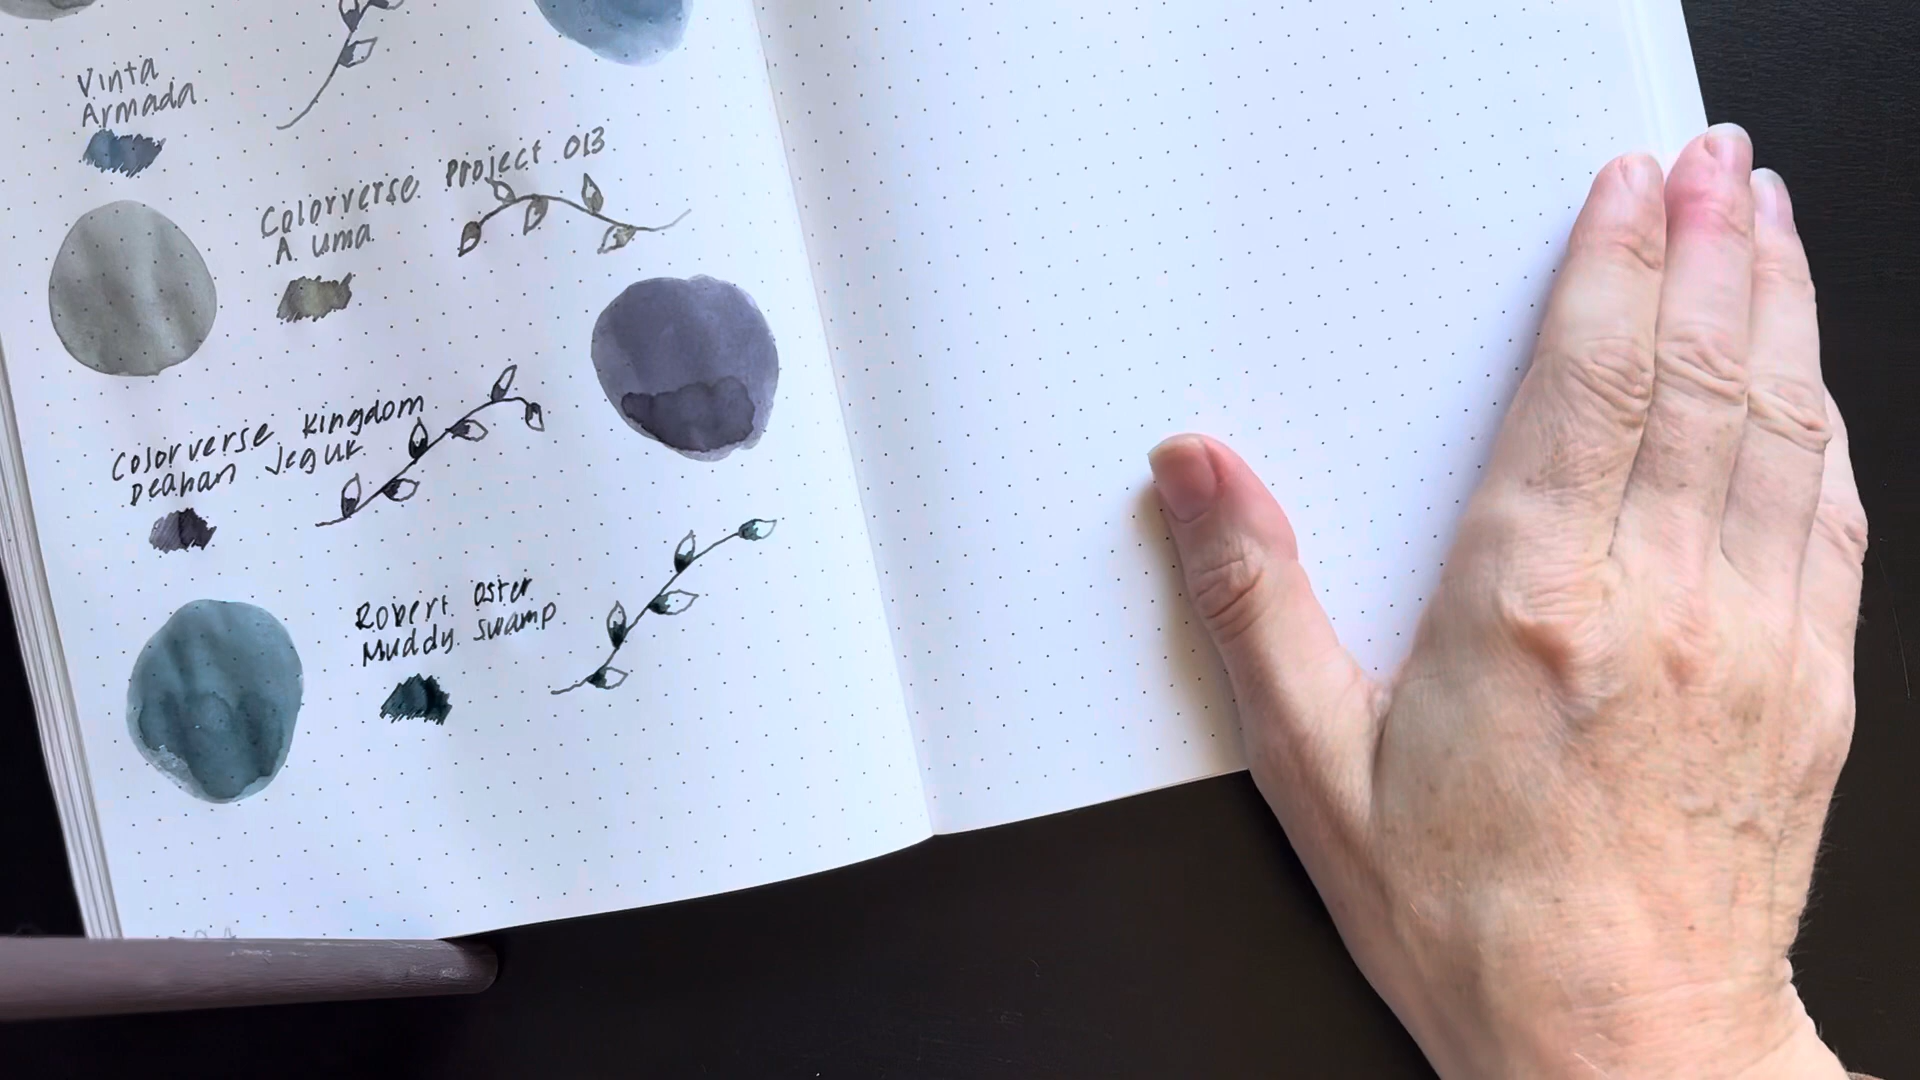 Vinta
Armada
Colorverse Project 013
A. uma
Colorverse Kingdom
Deahan Jeguk
Robert Oster
Muddy Swamp